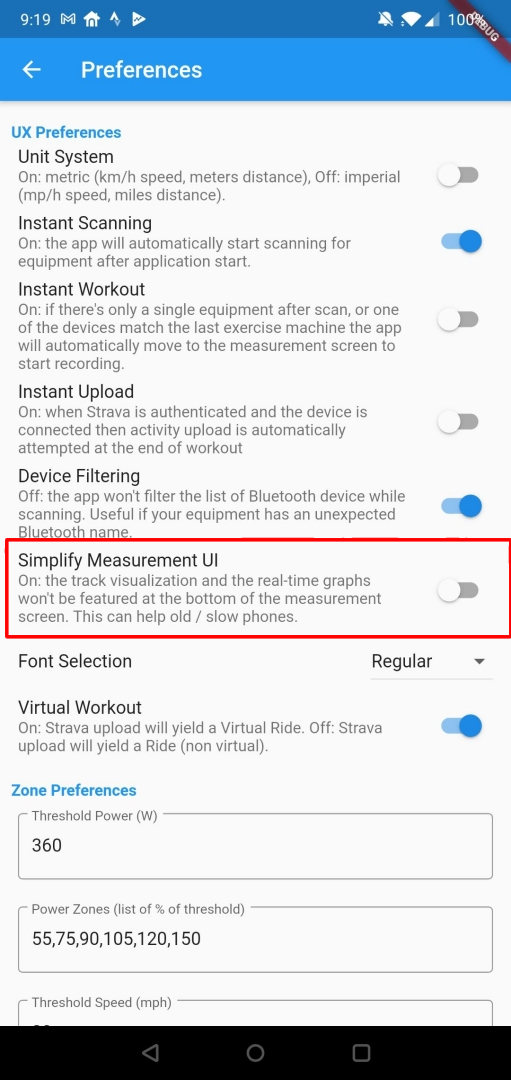 9:19
100%
DEBUG
Preferences
UX Preferences
Unit System
On: metric (km/h speed, meters distance), Off: imperial
(mp/h speed, miles distance).
Instant Scanning
On: the app will automatically start scanning for
equipment after application start.
Instant Workout
On: if there's only a single equipment after scan, or one
of the devices match the last exercise machine the app
will automatically move to the measurement screen to
start recording.
Instant Upload
On: when Strava is authenticated and the device is
connected then activity upload is automatically
attempted at the end of workout
Device Filtering
Off: the app won't filter the list of Bluetooth device while
scanning. Useful if your equipment has an unexpected
Bluetooth name.
Simplify Measurement UI
On: the track visualization and the real-time graphs
won't be featured at the bottom of the measurement
screen. This can help old / slow phones.
Font Selection
Regular
Virtual Workout
On: Strava upload will yield a Virtual Ride. Off: Strava
upload will yield a Ride (non virtual).
Zone Preferences
Threshold Power (W)
360
Power Zones (list of % of threshold)
55,75,90,105,120,150
Threshold Speed (mph)